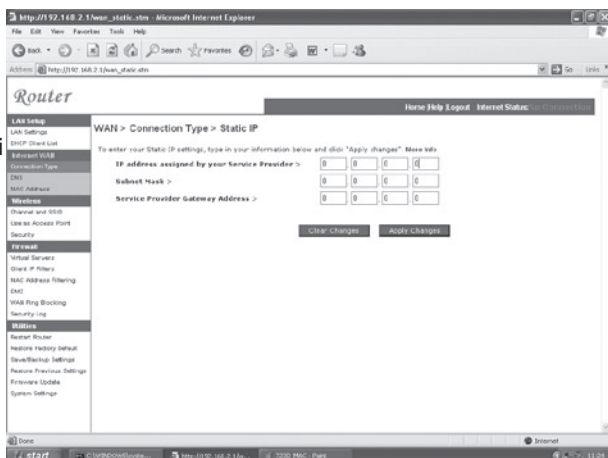 http://192.168.2.1/wan_static.stm - Microsoft Internet Explorer
File Edit View Favorites Tools Help
Back Search Favorites
Address http://192.168.2.1/wan_static.stm Go Links
Router
Home|Help|Logout Internet Status: No Connection
LAN Setup
LAN Settings
DHCP Client List
Internet WAN
Connection Type
DNS
MAC Address
Wireless
Channel and SSID
Use as Access Point
Security
Firewall
Virtual Servers
Client IP Filters
MAC Address Filtering
DMZ
WAN Ping Blocking
Security Log
Utilities
Restart Router
Restore Factory Default
Save/Backup Settings
Restore Previous Settings
Firmware Update
System Settings
WAN > Connection Type > Static IP
To enter your Static IP settings, type in your information below and click "Apply changes". More Info
IP address assigned by your Service Provider > 0 0 0 0
Subnet Mask > 0 0 0 0
Service Provider Gateway Address > 0 0 0 0
Clear Changes Apply Changes
Done Internet
start 11:24